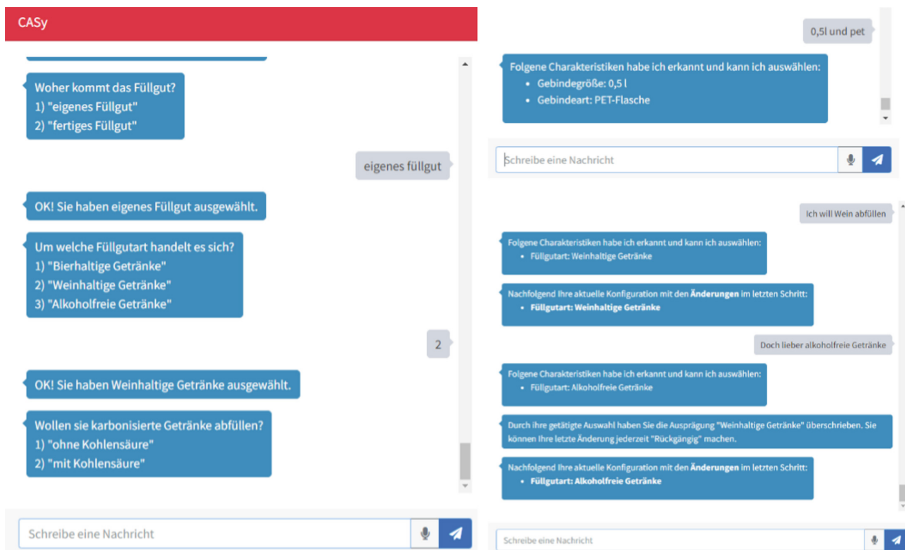 CASy
Woher kommt das Füllgut?
1) "eigenes Füllgut"
2) "fertiges Füllgut"
eigenes füllgut
OK! Sie haben eigenes Füllgut ausgewählt.
Um welche Füllgutart handelt es sich?
1) "Bierhaltige Getränke"
2) "Weinhaltige Getränke"
3) "Alkoholfreie Getränke"
2
OK! Sie haben Weinhaltige Getränke ausgewählt.
Wollen sie karbonisierte Getränke abfüllen?
1) "ohne Kohlensäure"
2) "mit Kohlensäure"
Schreibe eine Nachricht
0,5l und pet
Folgene Charakteristiken habe ich erkannt und kann ich auswählen:
• Gebindegröße: 0,5 l
• Gebindeart: PET-Flasche
Schreibe eine Nachricht
Ich will Wein abfüllen
Folgene Charakteristiken habe ich erkannt und kann ich auswählen:
• Füllgutart: Weinhaltige Getränke
Nachfolgend Ihre aktuelle Konfiguration mit den Änderungen im letzten Schritt:
• Füllgutart: Weinhaltige Getränke
Doch lieber alkoholfreie Getränke
Folgene Charakteristiken habe ich erkannt und kann ich auswählen:
• Füllgutart: Alkoholfreie Getränke
Durch ihre getätigte Auswahl haben Sie die Ausprägung "Weinhaltige Getränke" überschrieben. Sie
können Ihre letzte Änderung jederzeit "Rückgängig" machen.
Nachfolgend Ihre aktuelle Konfiguration mit den Änderungen im letzten Schritt:
• Füllgutart: Alkoholfreie Getränke
Schreibe eine Nachricht